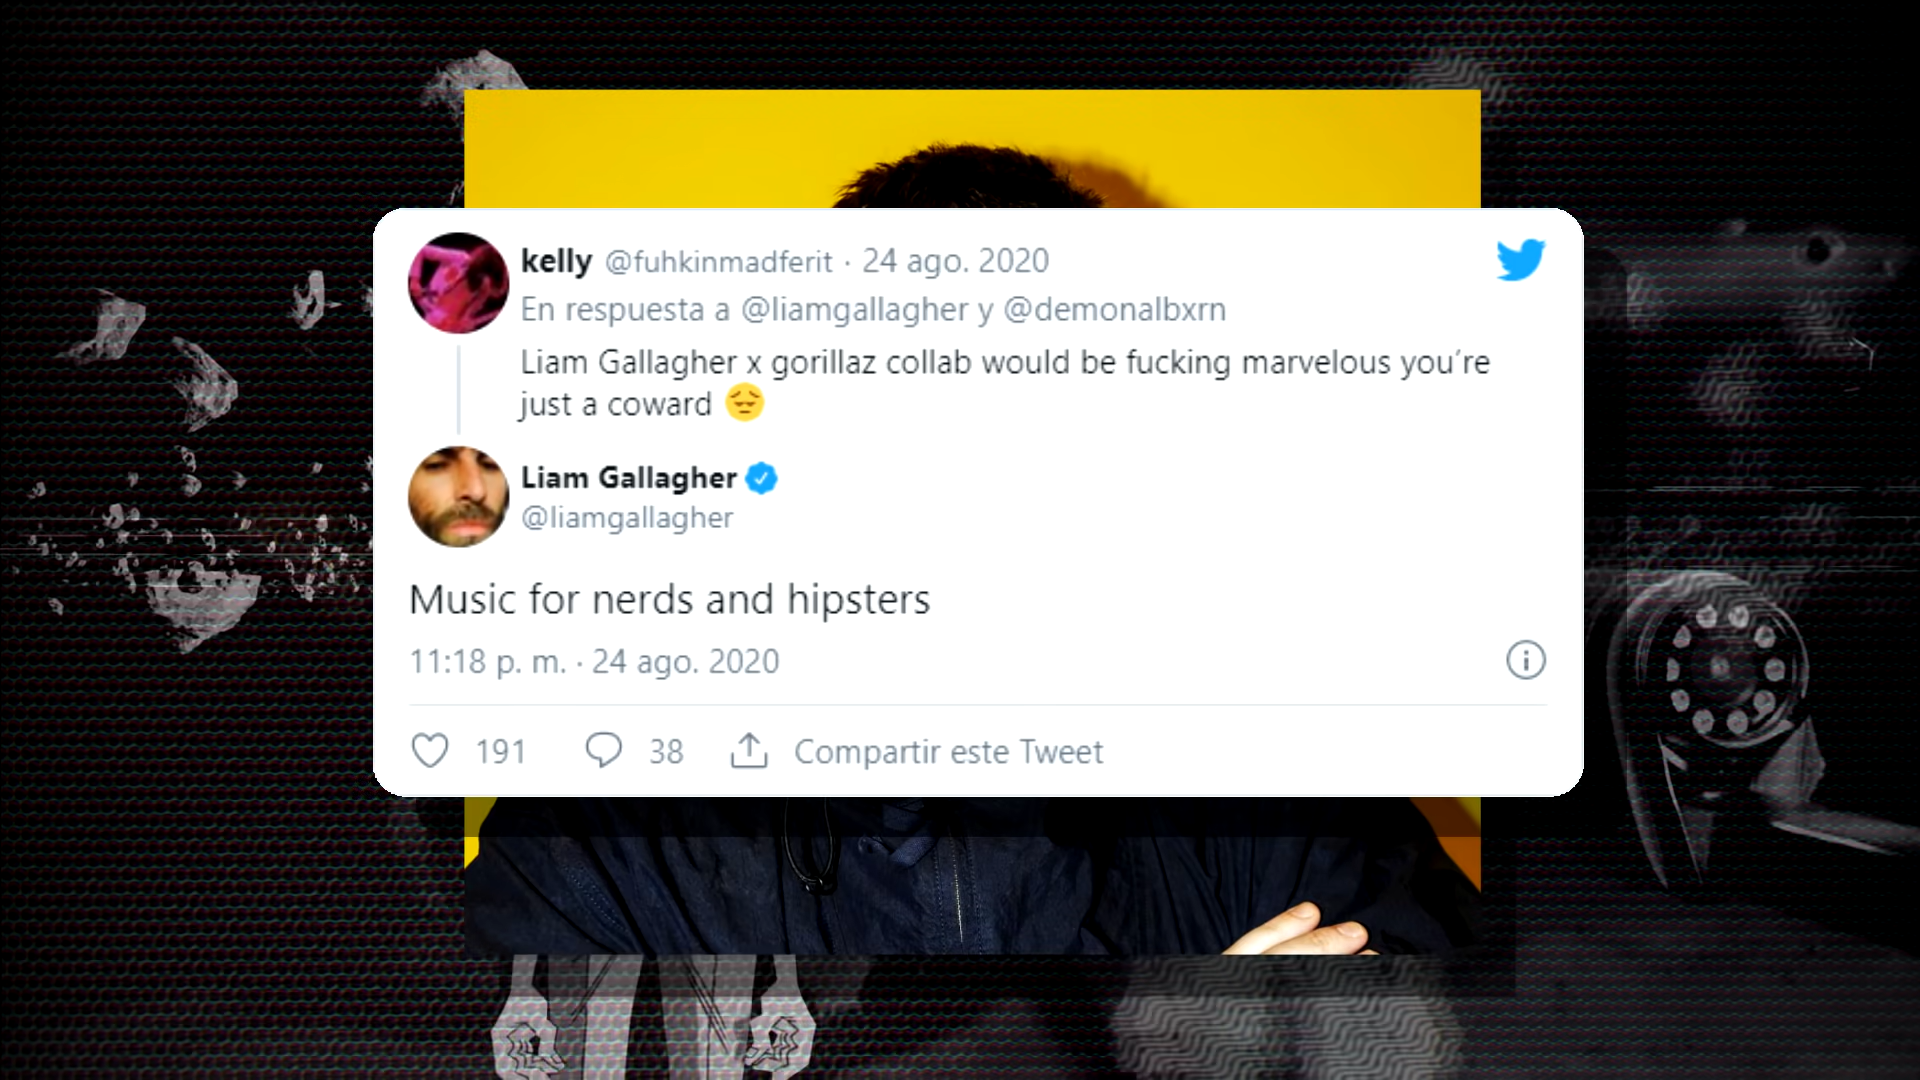 kelly @fuhkinmadferit · 24 ago. 2020
En respuesta a @liamgallagher y @demonalbxrn
Liam Gallagher x gorillaz collab would be fucking marvelous you’re
just a coward 😔
Liam Gallagher
@liamgallagher
Music for nerds and hipsters
11:18 p. m. · 24 ago. 2020
191 38 Compartir este Tweet